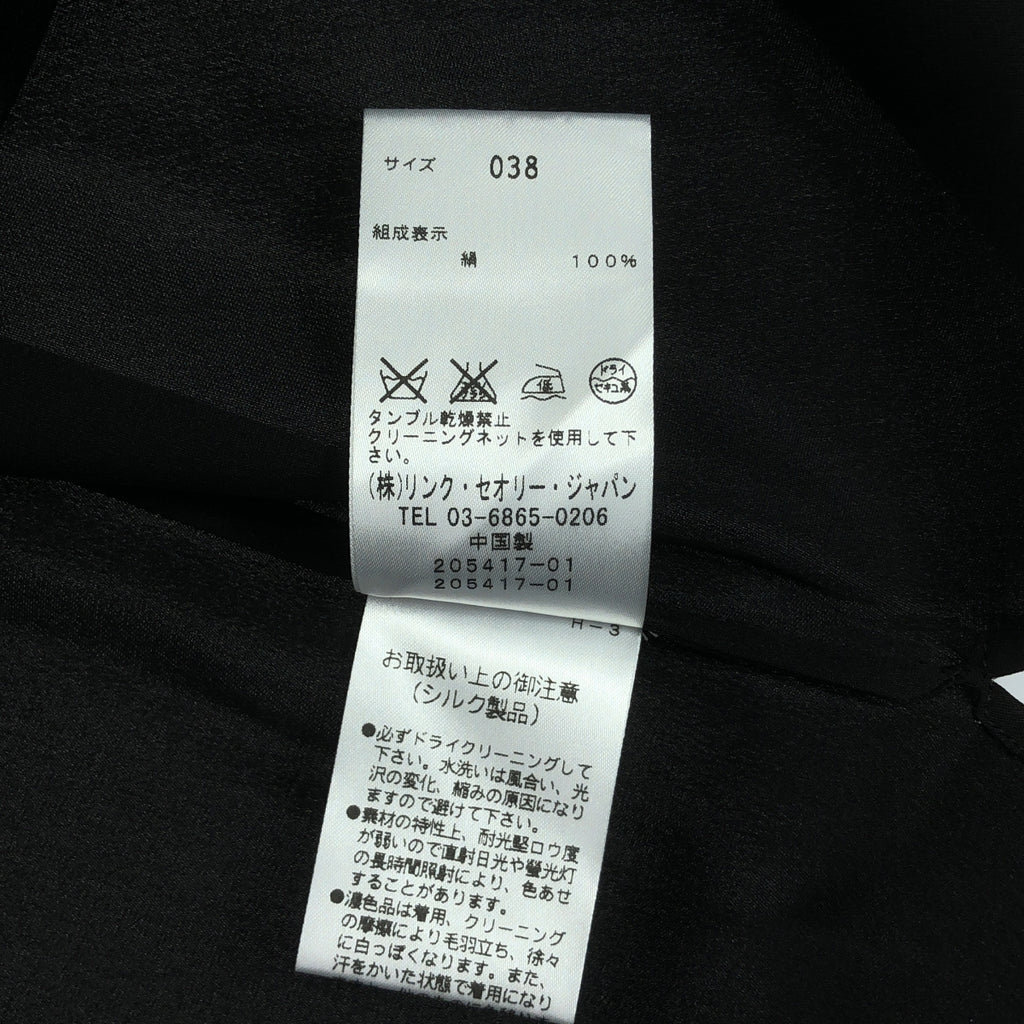 サイズ 038
組成表示
絹 100%
低
ドライ
セキユ系
タンブル乾燥禁止
クリーニングネットを使用して下
さい。
(株)リンク・セオリー・ジャパン
TEL 03-6865-0206
中国製
205417-01
205417-01
H-3
お取扱い上の御注意
(シルク製品)
●必ずドライクリーニングして
下さい。水洗いは風合い、光
沢の変化、縮みの原因になり
ますので避けて下さい。
●素材の特性上、耐光堅ロウ度
が弱いので直射日光や螢光灯
の長時間照射により、色あせ
することがあります。
●濃色品は着用、クリーニング
の摩擦により毛羽立ち、徐々
に白っぽくなります。また、
汗をかいた状態で着用になり